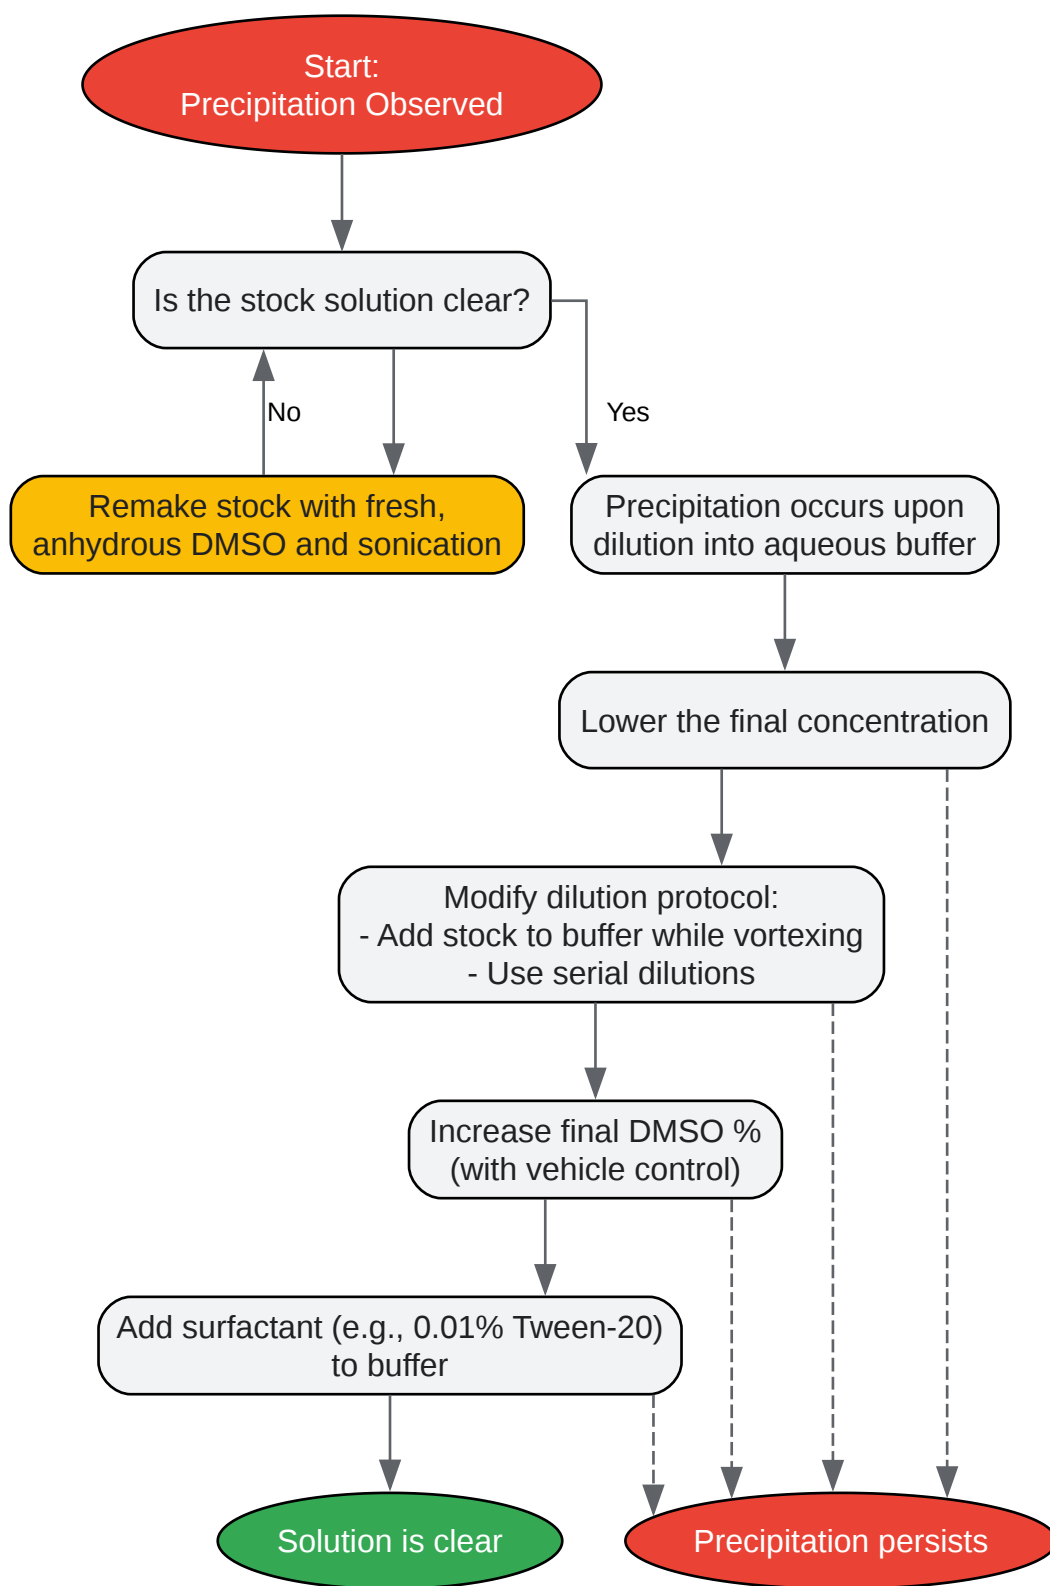 Start:
Precipitation Observed
Is the stock solution clear?
No
Yes
Remake stock with fresh,
anhydrous DMSO and sonication
Precipitation occurs upon
dilution into aqueous buffer
Lower the final concentration
Modify dilution protocol:
- Add stock to buffer while vortexing
- Use serial dilutions
Increase final DMSO %
(with vehicle control)
Add surfactant (e.g., 0.01% Tween-20)
to buffer
Solution is clear
Precipitation persists